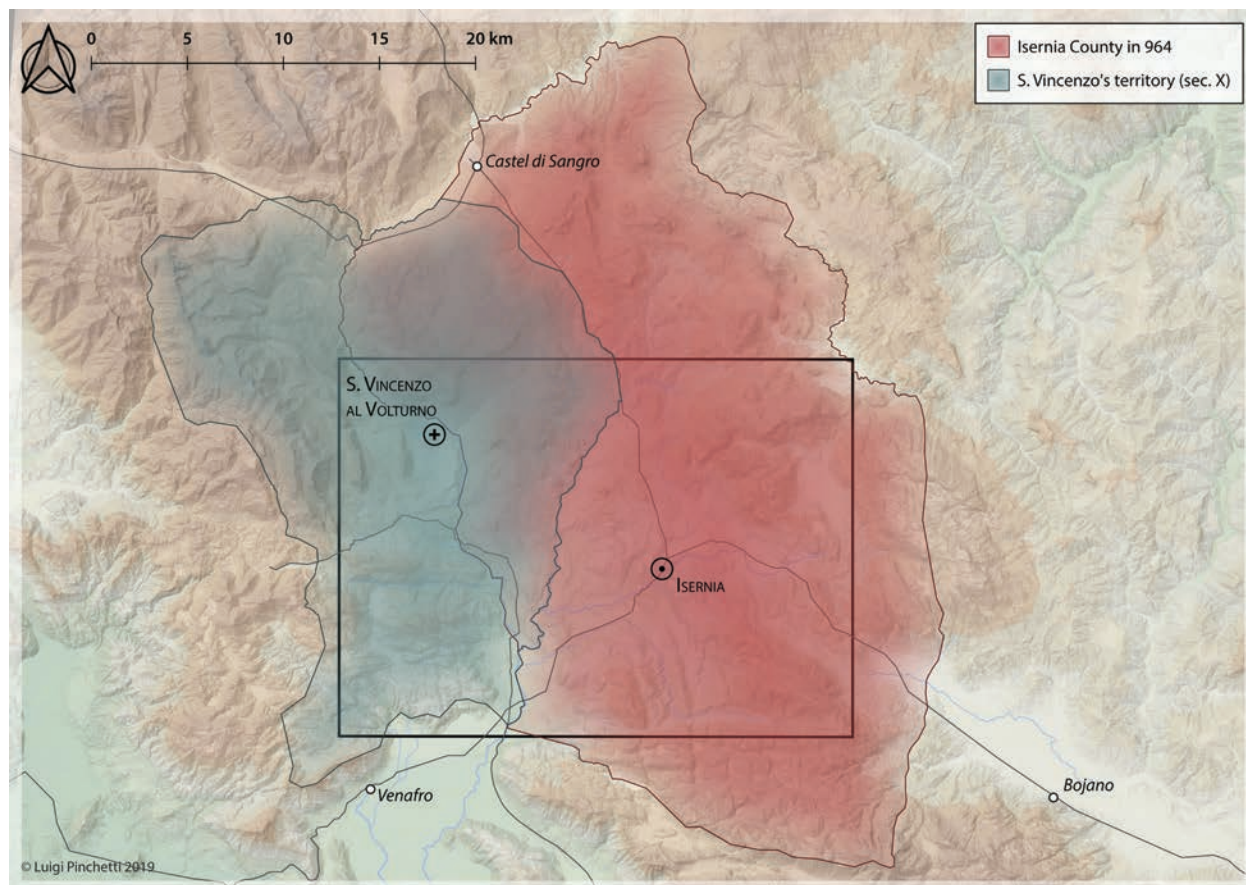 0 5 10 15 20 km
Isernia County in 964
S. Vincenzo's territory (sec. X)
Castel di Sangro
S. VINCENZO
AL VOLTURNO
ISERNIA
Venafro
Bojano
© Luigi Pinchetti 2019